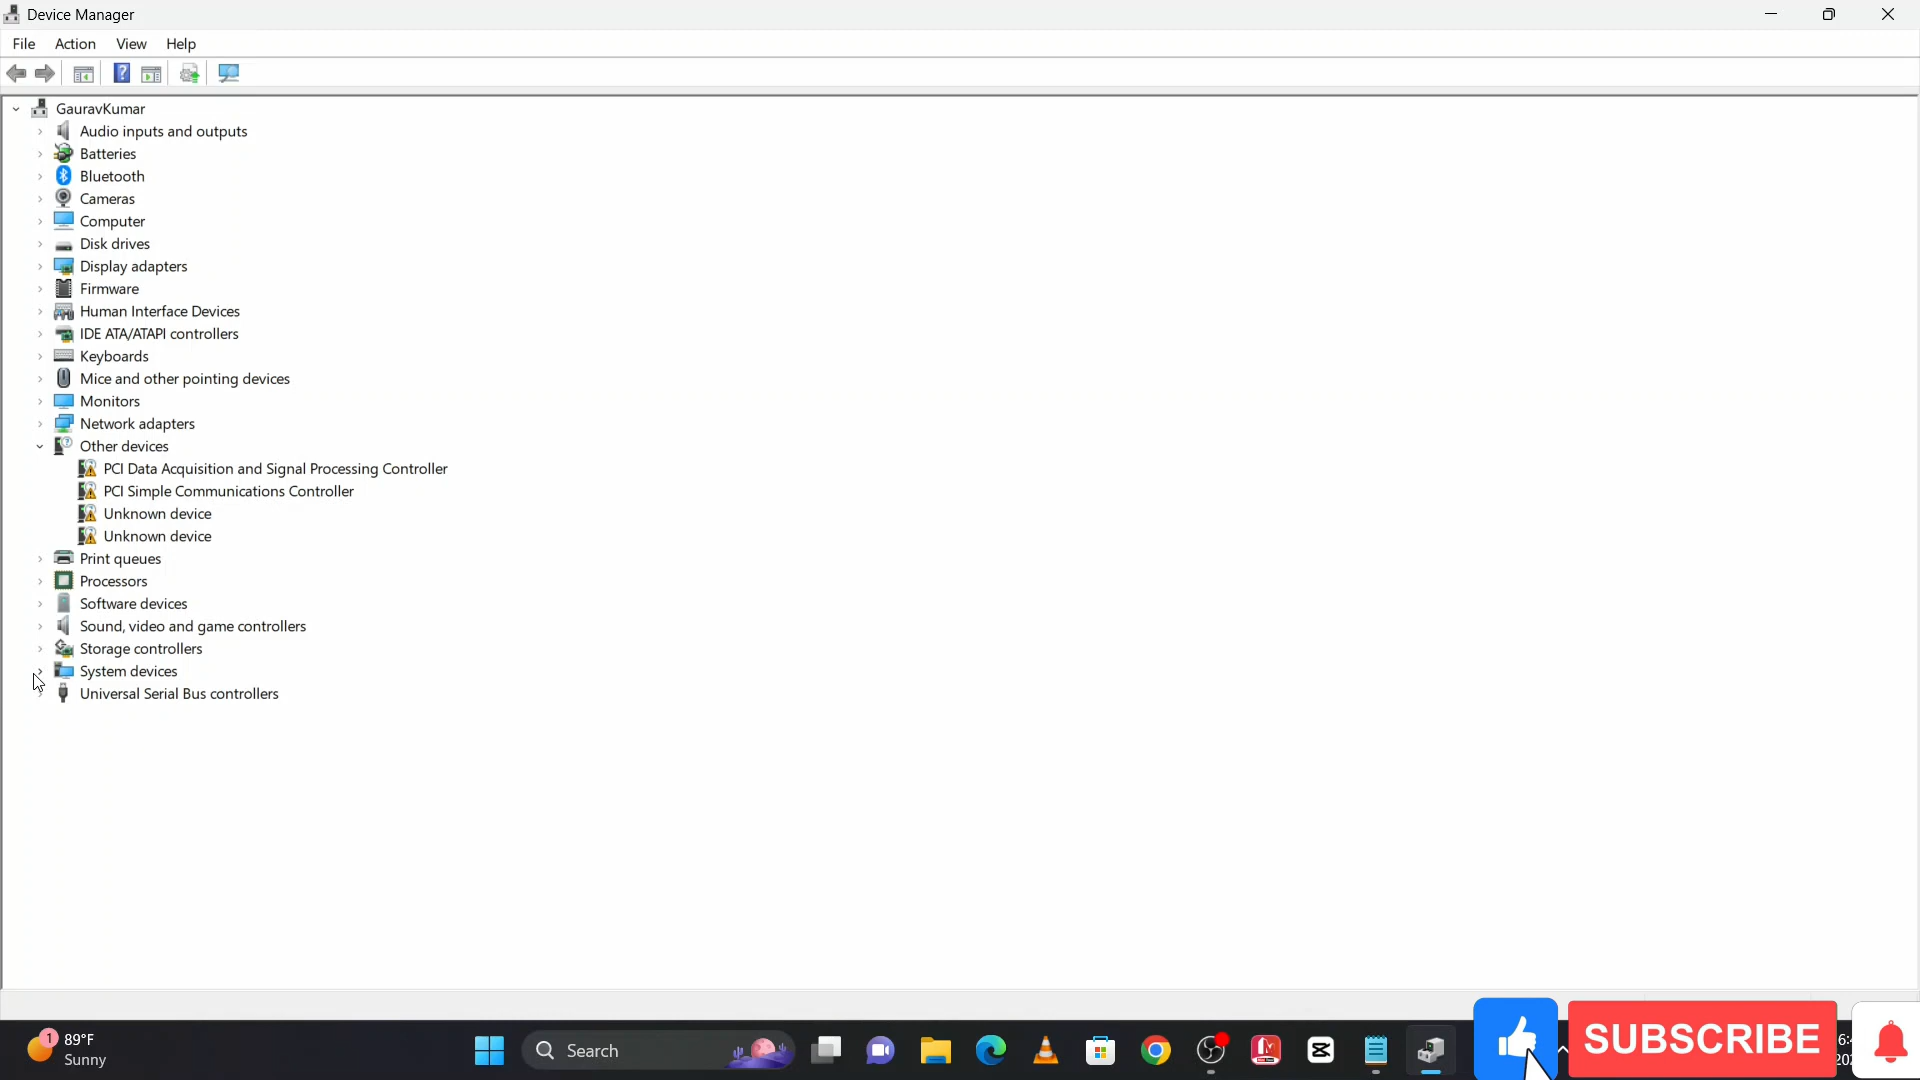 Device Manager
File Action View Help
GauravKumar
Audio inputs and outputs
Batteries
Bluetooth
Cameras
Computer
Disk drives
Display adapters
Firmware
Human Interface Devices
IDE ATA/ATAPI controllers
Keyboards
Mice and other pointing devices
Monitors
Network adapters
Other devices
PCI Data Acquisition and Signal Processing Controller
PCI Simple Communications Controller
Unknown device
Unknown device
Print queues
Processors
Software devices
Sound, video and game controllers
Storage controllers
System devices
Universal Serial Bus controllers
1
89°F
Sunny
Search
SUBSCRIBE